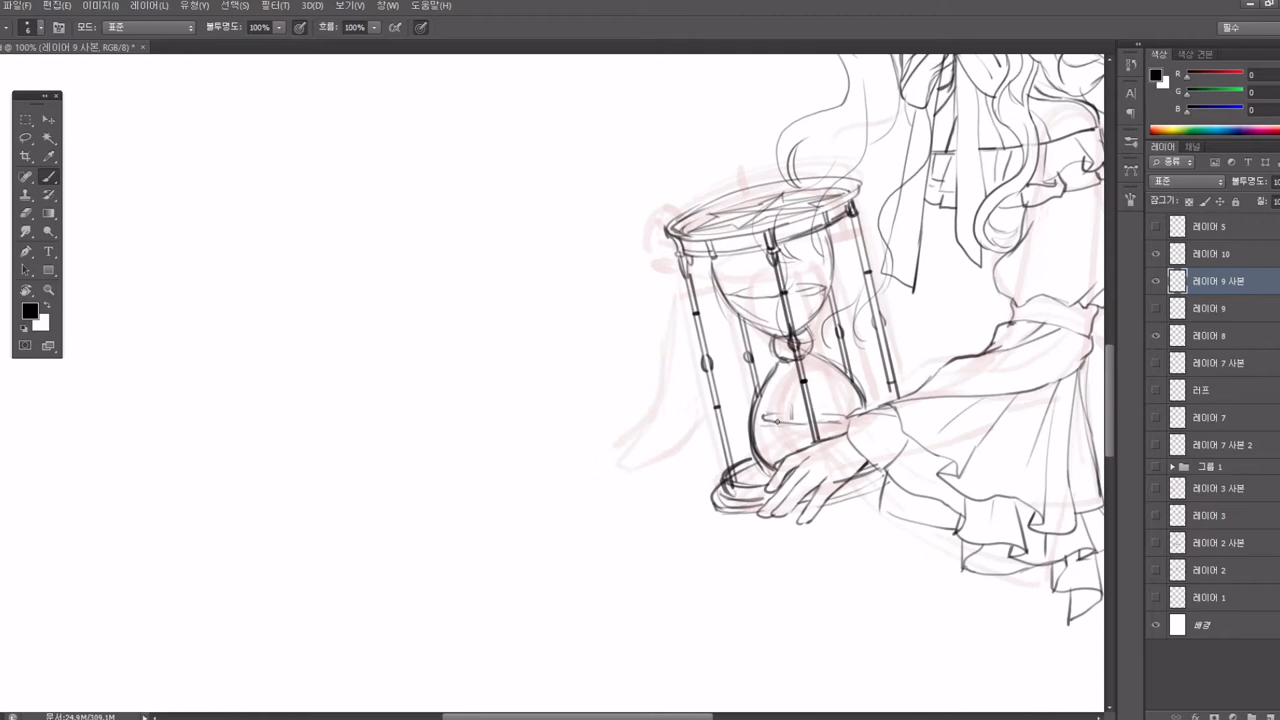 파일(F) 편집(E) 이미지(I) 레이어(L) 유형(Y) 선택(S) 필터(T) 3D(D) 보기(V) 창(W) 도움말(H)
6 모드: 표준 불투명도: 100% 흐름: 100% 필수
d @ 100% (레이어 9 사본, RGB/8) * ×
색상 색상 견본
R 0
G 0
B 0
레이어 채널
종류
표준 불투명도: 10
잠그기: 칠: 10
레이어 5
레이어 10
레이어 9 사본
레이어 9
레이어 8
레이어 7 사본
러프
레이어 7
레이어 7 사본 2
그룹 1
레이어 3 사본
레이어 3
레이어 2 사본
레이어 2
레이어 1
배경
문서:24.9M/309.1M